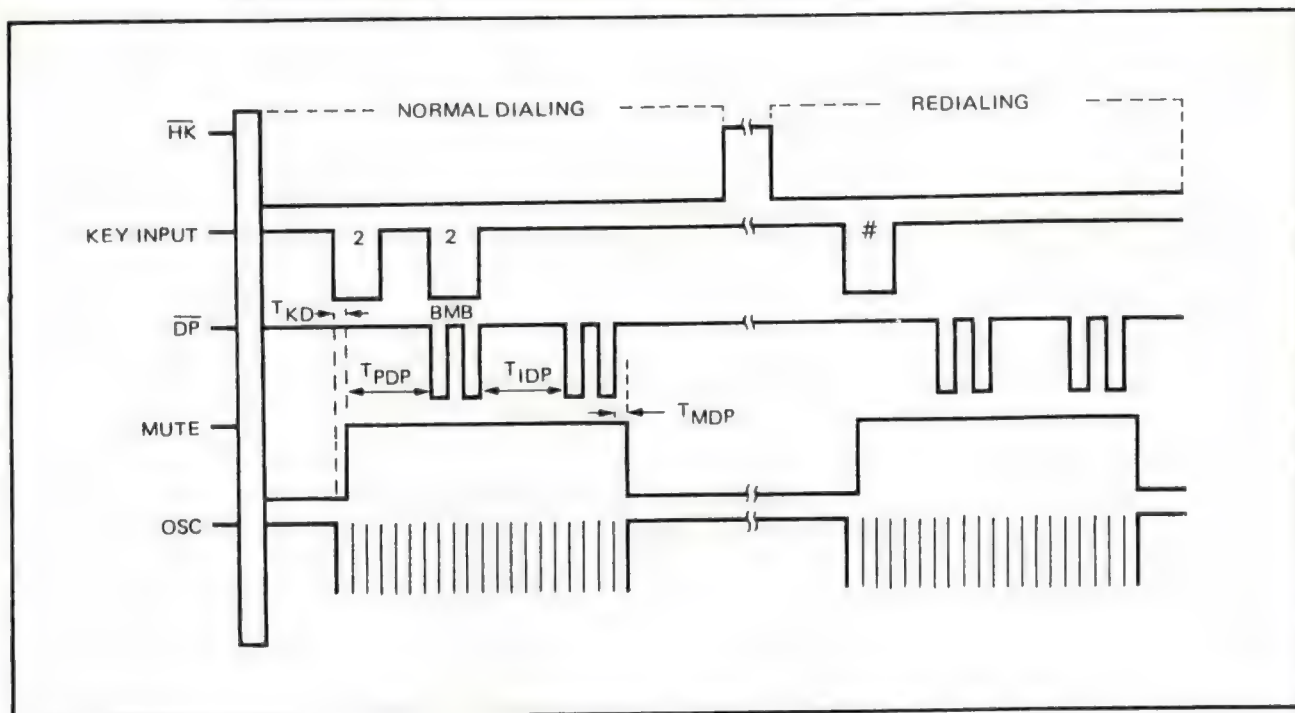 NORMAL DIALING
REDIALING
HK
KEY INPUT
2
2
#
TKD
BMB
DP
TPDP
TIDP
TMDP
MUTE
OSC